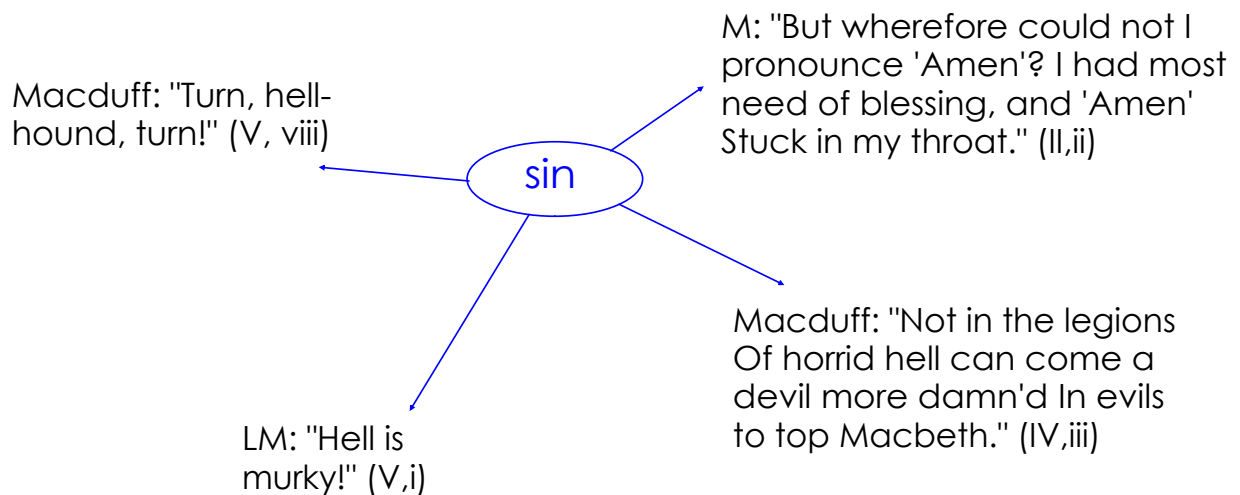 M: "But wherefore could not I
pronounce 'Amen'? I had most
need of blessing, and 'Amen'
Stuck in my throat." (II,ii)
Macduff: "Turn, hell-
hound, turn!" (V, viii)
sin
Macduff: "Not in the legions
Of horrid hell can come a
devil more damn'd In evils
to top Macbeth." (IV,iii)
LM: "Hell is
murky!" (V,i)